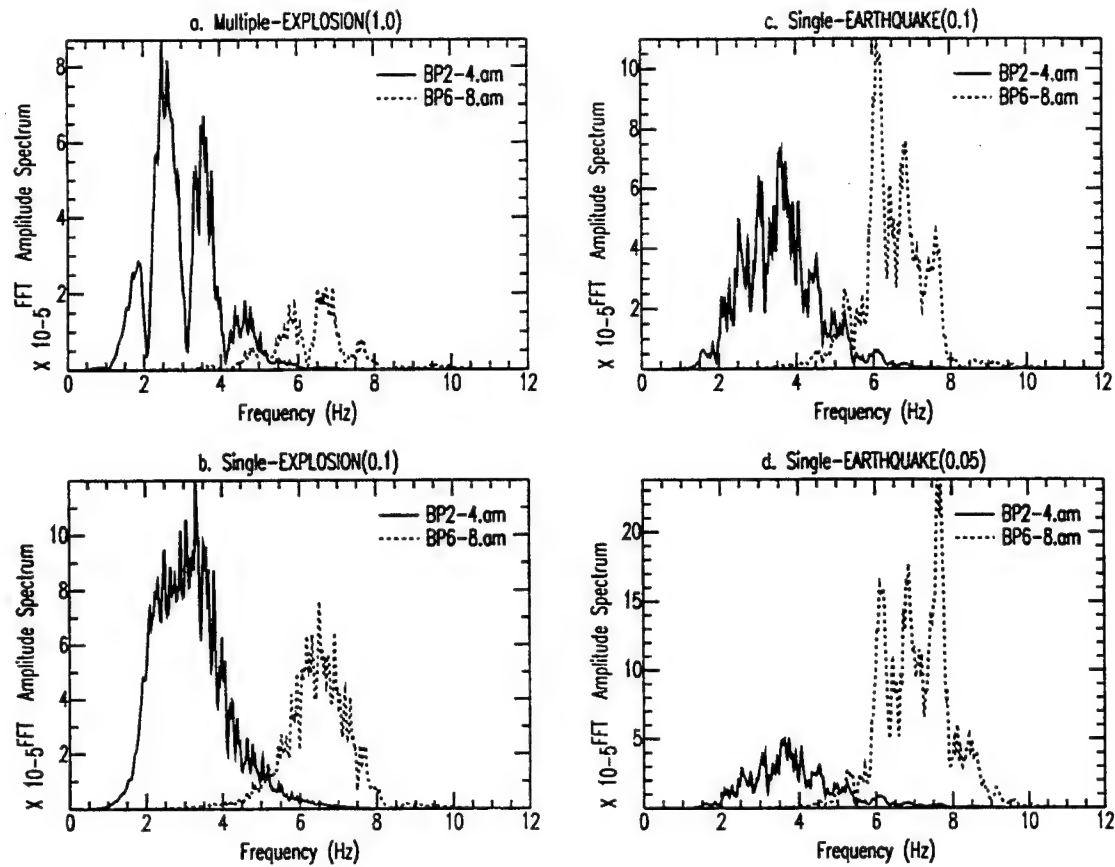 a. Multiple-EXPLOSION(1.0)
X 10-5 FFT Amplitude Spectrum
8
6
4
2
BP2-4.am
BP6-8.am
0 2 4 6 8 10 12
Frequency (Hz)
c. Single-EARTHQUAKE(0.1)
X 10-5 FFT Amplitude Spectrum
10
8
6
4
2
BP2-4.am
BP6-8.am
0 2 4 6 8 10 12
Frequency (Hz)
b. Single-EXPLOSION(0.1)
X 10-5 FFT Amplitude Spectrum
10
8
6
4
2
BP2-4.am
BP6-8.am
0 2 4 6 8 10 12
Frequency (Hz)
d. Single-EARTHQUAKE(0.05)
X 10-5 FFT Amplitude Spectrum
20
15
10
5
BP2-4.am
BP6-8.am
0 2 4 6 8 10 12
Frequency (Hz)